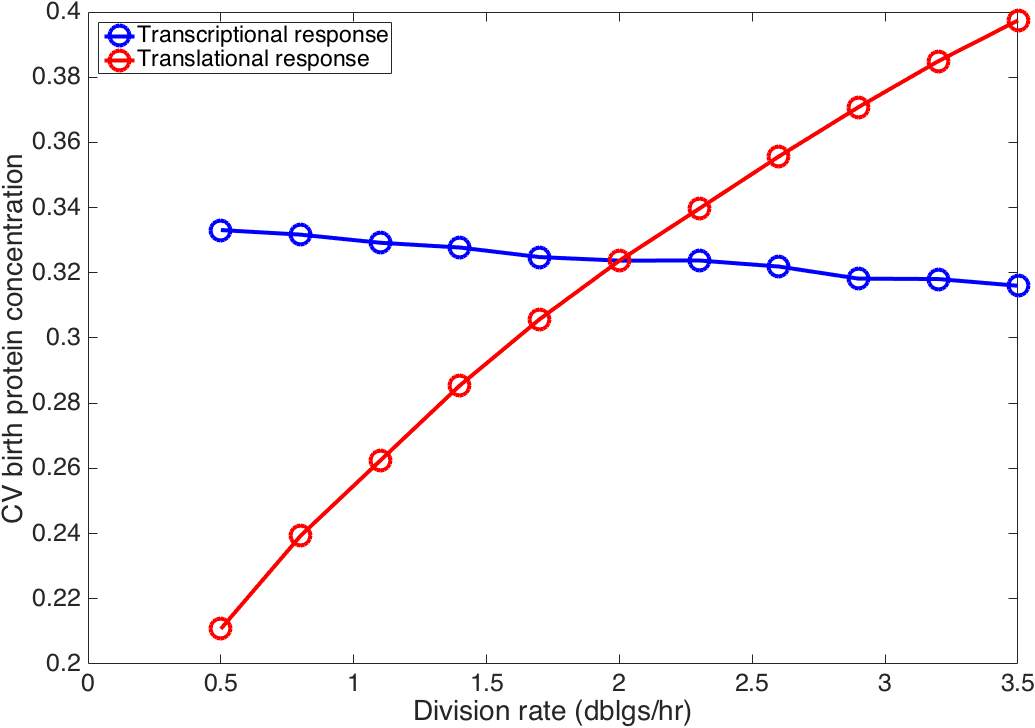 Transcriptional response
Translational response
0.4
0.38
0.36
0.34
0.32
0.3
0.28
0.26
0.24
0.22
0.2
CV birth protein concentration
0 0.5 1 1.5 2 2.5 3 3.5
Division rate (dblgs/hr)